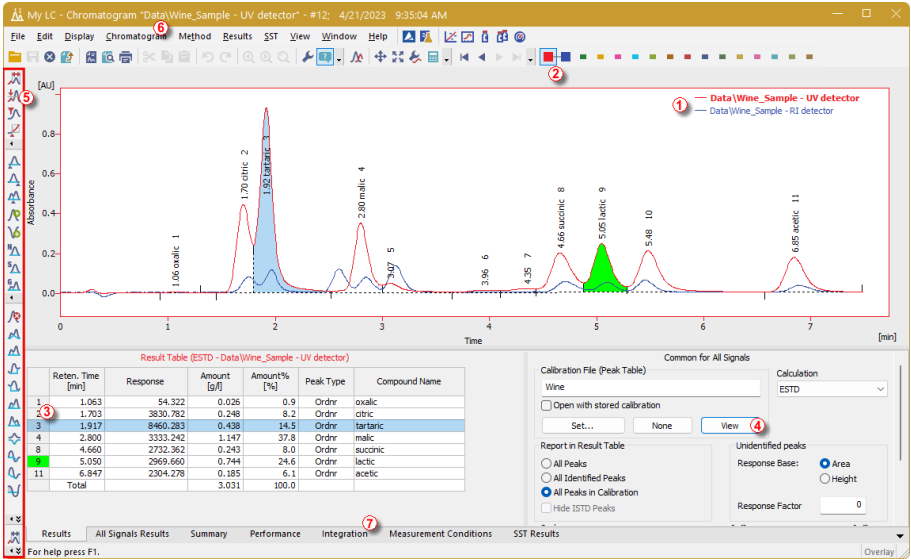 My LC - Chromatogram "Data\Wine_Sample - UV detector" - #12; 4/21/2023 9:35:04 AM
File Edit Display Chromatogram Method Results SST View Window Help
6
2
5
[AU]
1
Data\Wine_Sample - UV detector
Data\Wine_Sample - RI detector
Absorbance
0.8
0.6
0.4
0.2
0.0
1.06 oxalic 1
1.70 citric 2
1.92 tartaric 3
2.80 malic 4
3.07 5
3.96 6
4.35 7
4.66 succinic 8
5.05 lactic 9
5.48 10
6.85 acetic 11
0 1 2 3 4 5 6 7
Time
[min]
Result Table (ESTD - Data\Wine_Sample - UV detector)
Reten. Time [min] Response Amount [g/l] Amount% [%] Peak Type Compound Name
1 1.063 54.322 0.026 0.9 Ordnr oxalic
1.703 3830.782 0.248 8.2 Ordnr citric
3 1.917 8460.283 0.438 14.5 Ordnr tartaric
4 2.800 3333.242 1.147 37.8 Ordnr malic
8 4.660 2732.362 0.243 8.0 Ordnr succinic
9 5.050 2969.660 0.744 24.6 Ordnr lactic
11 6.847 2304.278 0.185 6.1 Ordnr acetic
Total 3.031 100.0
3
Common for All Signals
Calibration File (Peak Table)
Wine
Open with stored calibration
Set... None View
4
Calculation
ESTD
Report in Result Table
All Peaks
All Identified Peaks
All Peaks in Calibration
Hide ISTD Peaks
Unidentified peaks
Response Base: Area
Height
Response Factor 0
7
Results All Signals Results Summary Performance Integration Measurement Conditions SST Results
For help press F1.
Overlay